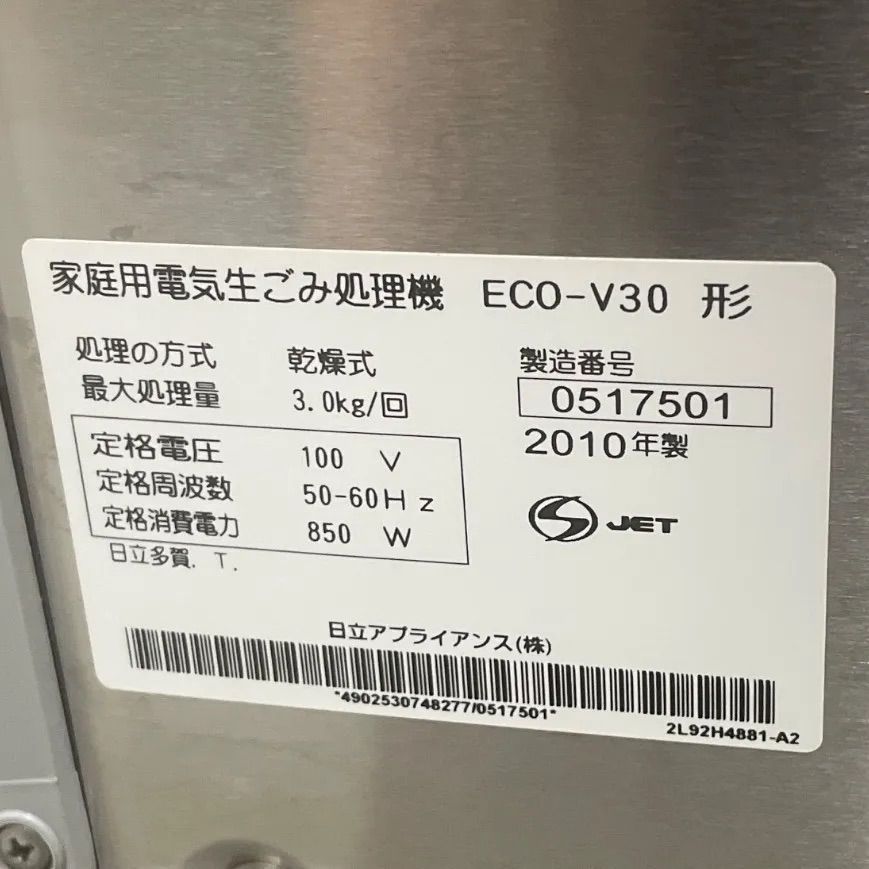 家庭用電気生ごみ処理機 ECO-V30 形
処理の方式 乾燥式
最大処理量 3.0kg/回
製造番号
0517501
2010年製
定格電圧 100 V
定格周波数 50-60Hz
定格消費電力 850 W
日立多賀. T.
S JET
日立アプライアンス(株)
*4902530748277/0517501*
2L92H4881-A2